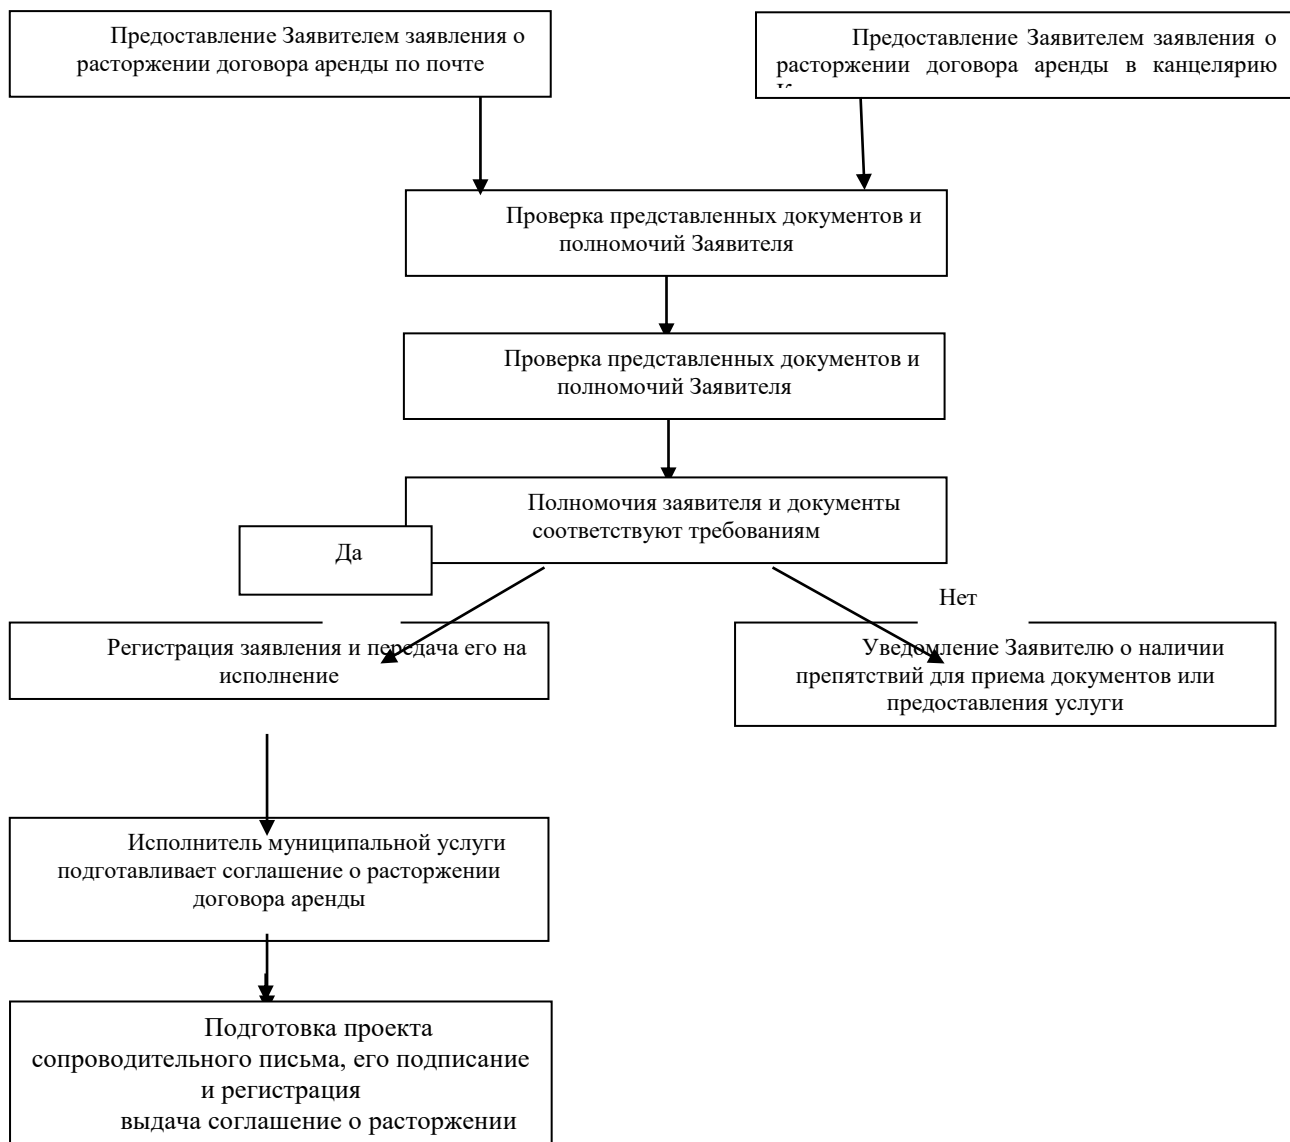 Предоставление Заявителем заявления о
расторжении договора аренды по почте
Предоставление Заявителем заявления о
расторжении договора аренды в канцелярию
Проверка представленных документов и
полномочий Заявителя
Проверка представленных документов и
полномочий Заявителя
Полномочия заявителя и документы
соответствуют требованиям
Да
Нет
Регистрация заявления и передача его на
исполнение
Уведомление Заявителю о наличии
препятствий для приема документов или
предоставления услуги
Исполнитель муниципальной услуги
подготавливает соглашение о расторжении
договора аренды
Подготовка проекта
сопроводительного письма, его подписание
и регистрация
выдача соглашение о расторжении